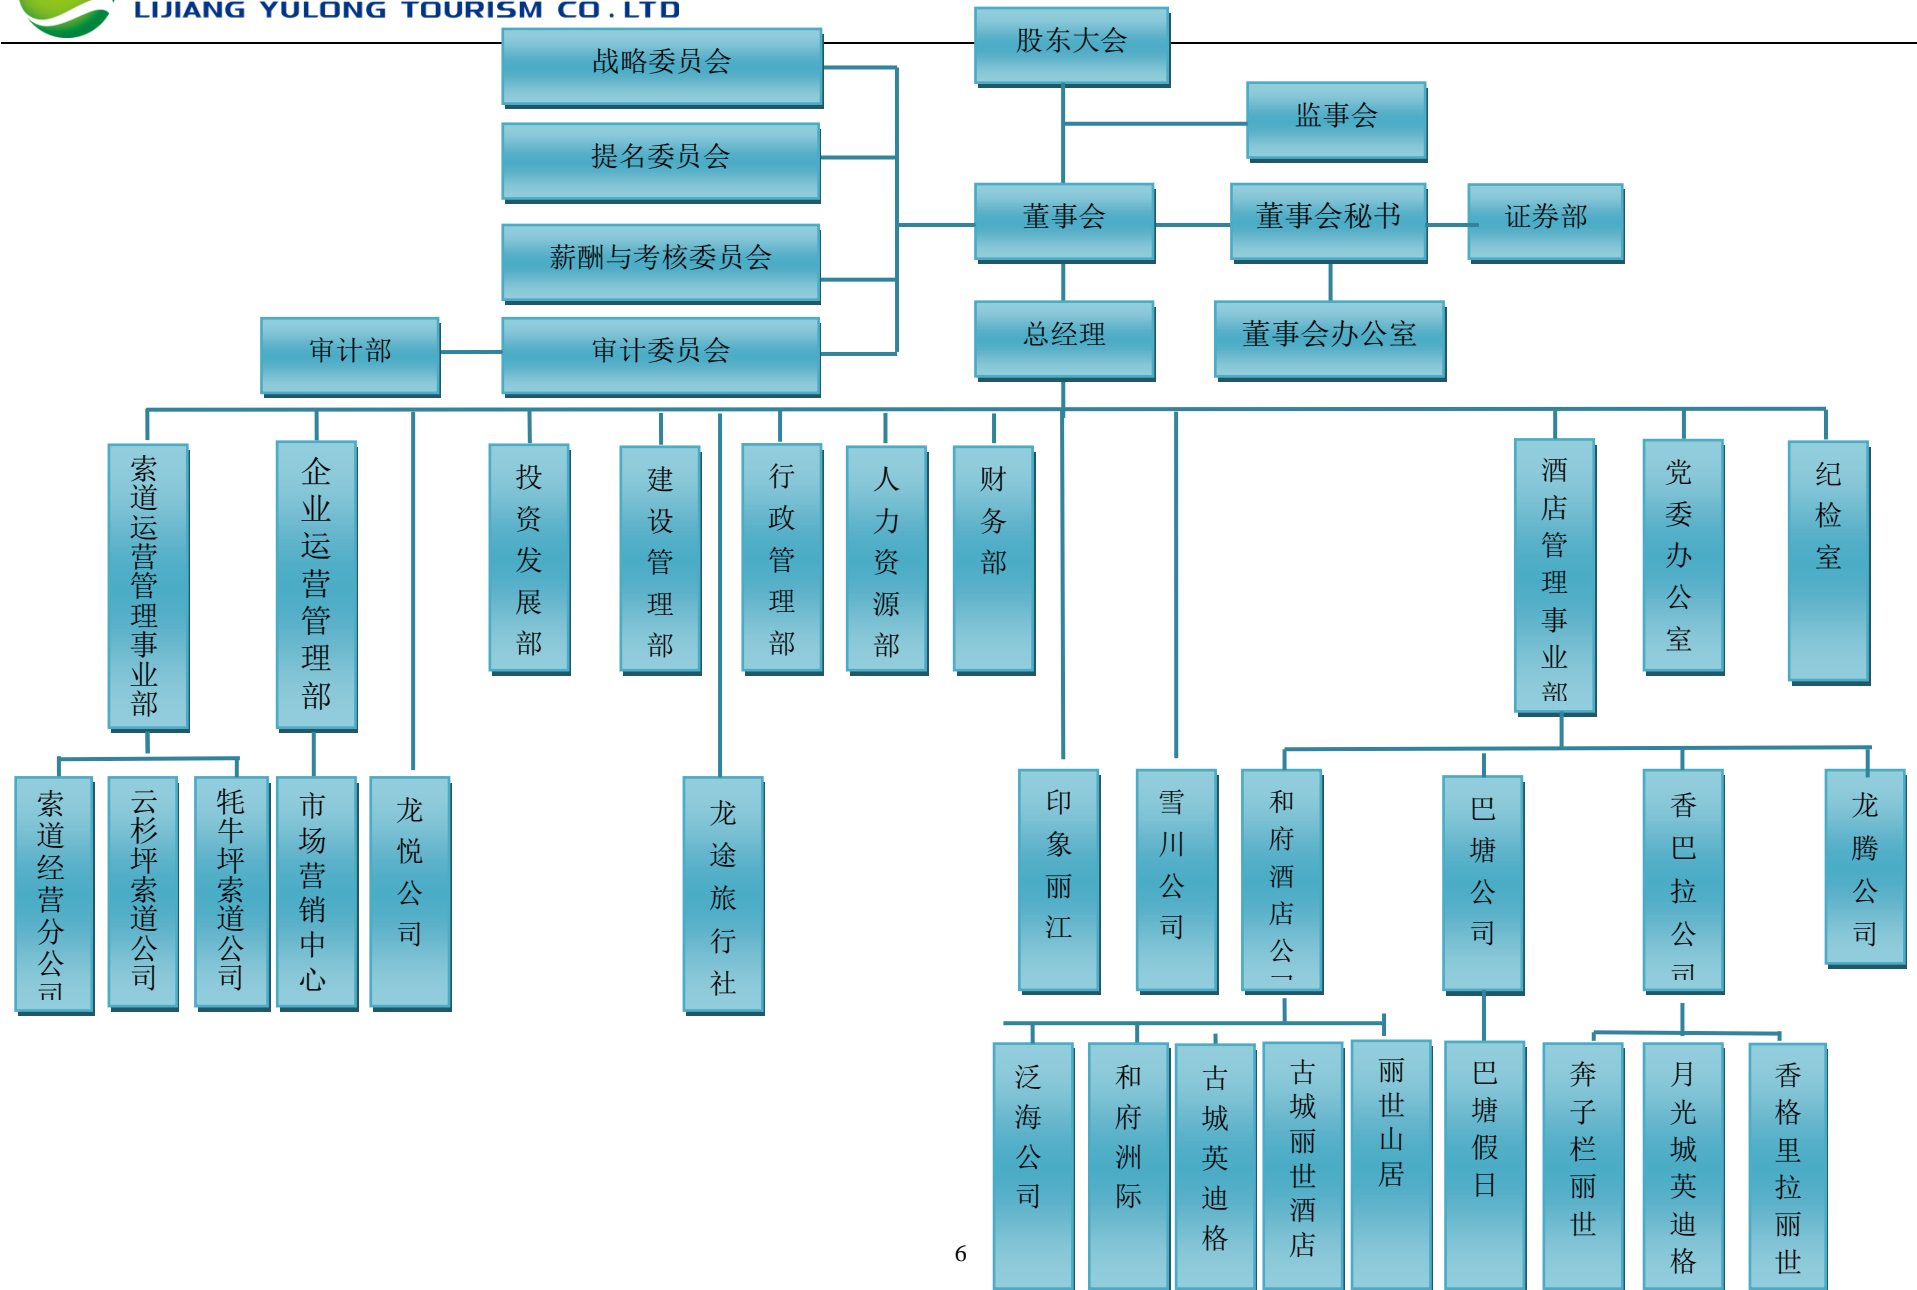 LIJIANG YULONG TOURISM CO.LTD
股东大会
战略委员会
监事会
提名委员会
董事会
董事会秘书
证券部
薪酬与考核委员会
总经理
董事会办公室
审计部
审计委员会
索道运营管理事业部
企业运营管理部
投资发展部
建设管理部
行政管理部
人力资源部
财务部
酒店管理事业部
党委办公室
纪检室
索道经营分公司
云杉坪索道公司
牦牛坪索道公司
市场营销中心
龙悦公司
龙途旅行社
印象丽江
雪川公司
和府酒店公司
巴塘公司
香巴拉公司
龙腾公司
泛海公司
和府洲际
古城英迪格
古城丽世酒店
丽世山居
巴塘假日
奔子栏丽世
月光城英迪格
香格里拉丽世
6